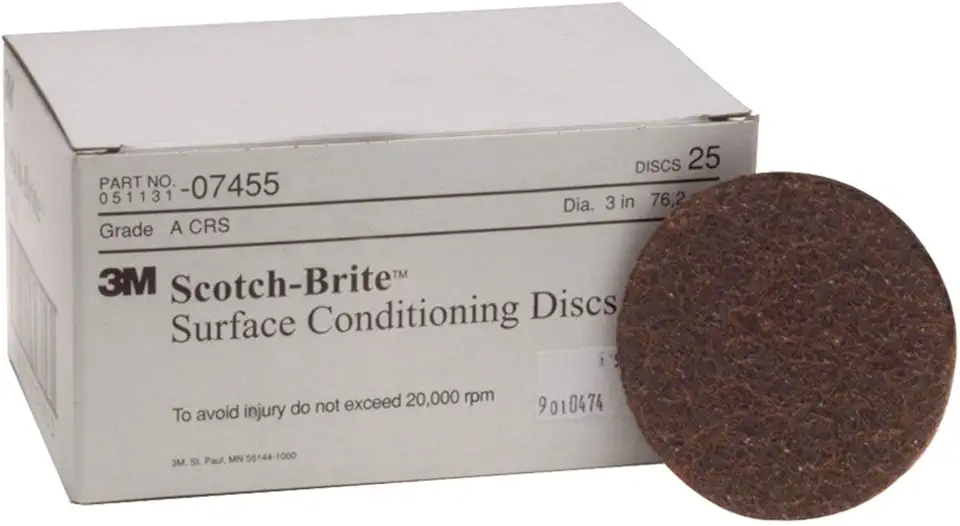 PART NO.
051131-07455
DISCS 25
Grade A CRS
Dia. 3 in 76,2
3M Scotch-Brite™
Surface Conditioning Discs
To avoid injury do not exceed 20,000 rpm
9010474
3M, St. Paul, MN 55144-1000